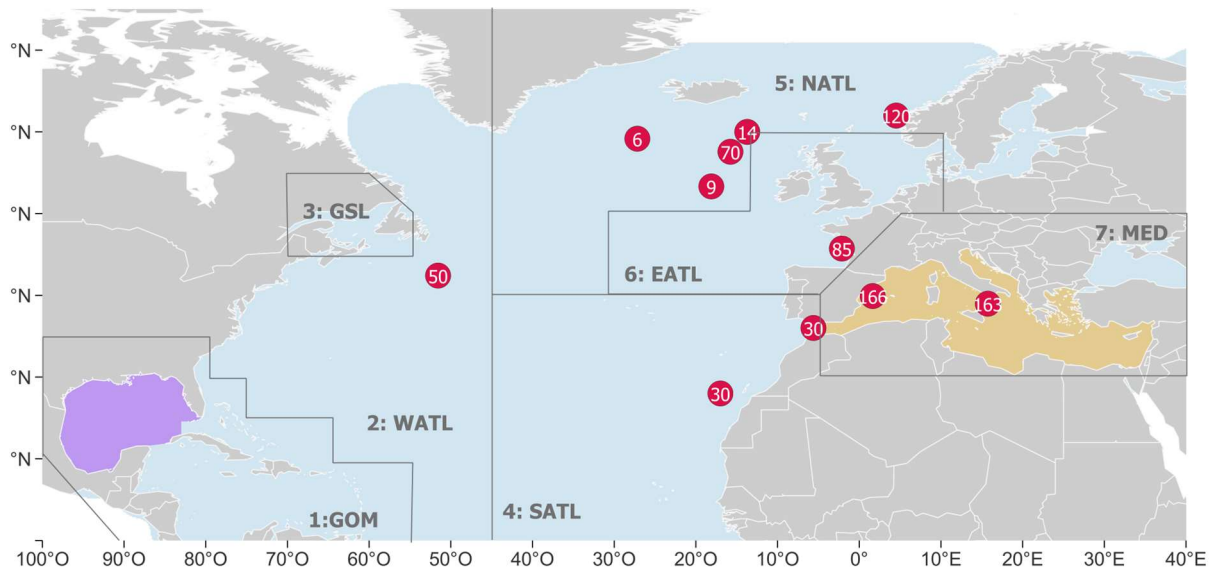 °N
5: NATL
120
°N
6
14
70
9
3: GSL
°N
7: MED
85
50
6: EATL
°N
166
163
30
°N
30
2: WATL
°N
1:GOM
4: SATL
100°O 90°O 80°O 70°O 60°O 50°O 40°O 30°O 20°O 10°O 0° 10°E 20°E 30°E 40°E